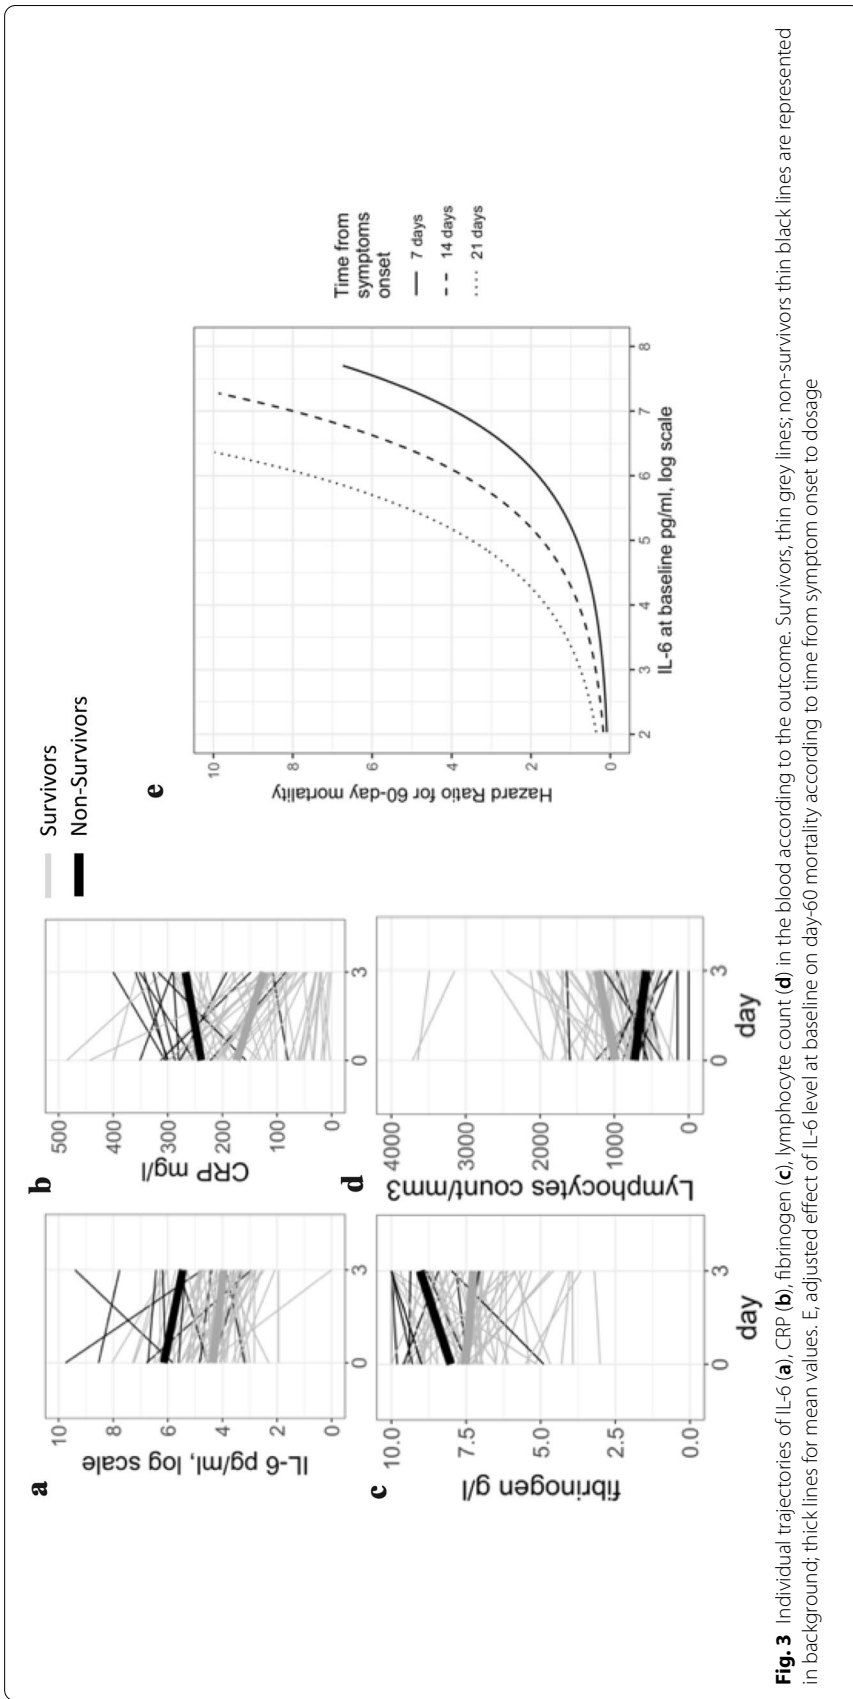 Survivors
Non-Survivors
a
IL-6 pg/ml, log scale
10
8
6
4
2
0
0
3
b
CRP mg/l
500
400
300
200
100
0
0
3
c
fibrinogen g/l
10.0
7.5
5.0
2.5
0.0
0
3
day
d
Lymphocytes count/mm3
4000
3000
2000
1000
0
0
3
day
e
Hazard Ratio for 60-day mortality
10
8
6
4
2
0
2
3
4
5
6
7
8
IL-6 at baseline pg/ml, log scale
Time from
symptoms
onset
7 days
14 days
21 days
Fig. 3 Individual trajectories of IL-6 (a), CRP (b), fibrinogen (c), lymphocyte count (d) in the blood according to the outcome. Survivors, thin grey lines; non-survivors thin black lines are represented
in background; thick lines for mean values. E, adjusted effect of IL-6 level at baseline on day-60 mortality according to time from symptom onset to dosage